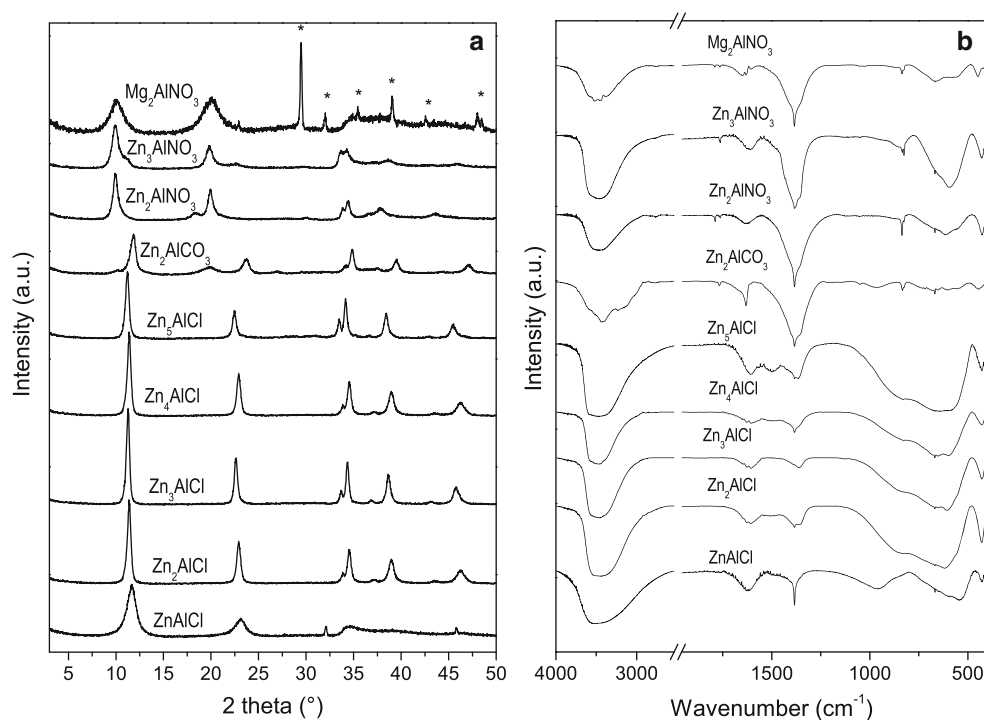 a
*
*
*
*
*
*
Mg₂AlNO₃
Zn₃AlNO₃
Zn₂AlNO₃
Zn₂AlCO₃
Zn₅AlCl
Zn₄AlCl
Zn₃AlCl
Zn₂AlCl
ZnAlCl
Intensity (a.u.)
5 10 15 20 25 30 35 40 45 50
2 theta (°)
b
Mg₂AlNO₃
Zn₃AlNO₃
Zn₂AlNO₃
Zn₂AlCO₃
Zn₅AlCl
Zn₄AlCl
Zn₃AlCl
Zn₂AlCl
ZnAlCl
Intensity (a.u.)
4000 3000 1500 1000 500
Wavenumber (cm⁻¹)